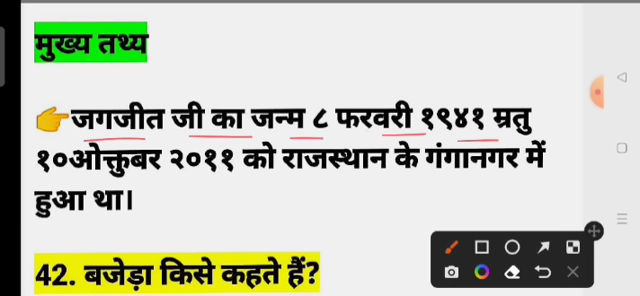 मुख्य तथ्य
👉जगजीत जी का जन्म ८ फरवरी १९४१ म्रतु
१०ओक्तुबर २०११ को राजस्थान के गंगानगर में
हुआ था।
42. बजेड़ा किसे कहते हैं?